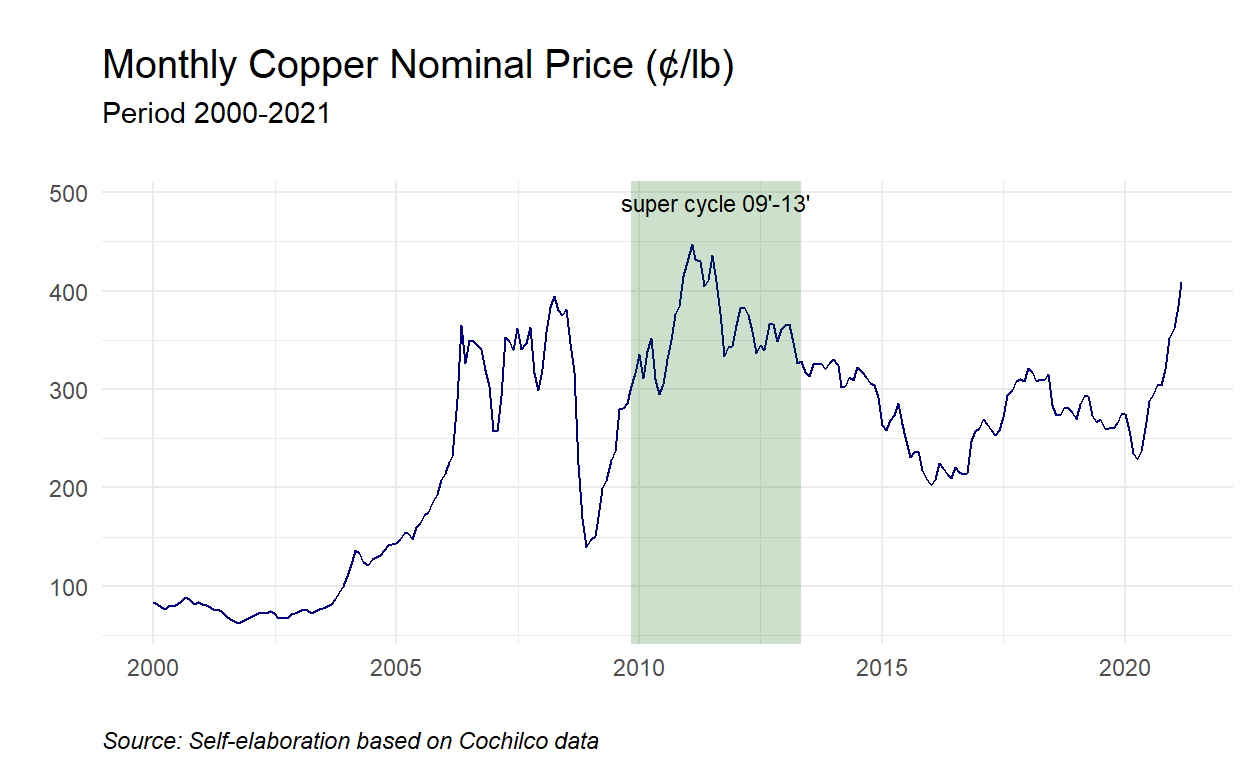 Monthly Copper Nominal Price (¢/lb)
Period 2000-2021
500
super cycle 09'-13'
400
300
200
100
2000 2005 2010 2015 2020
Source: Self-elaboration based on Cochilco data